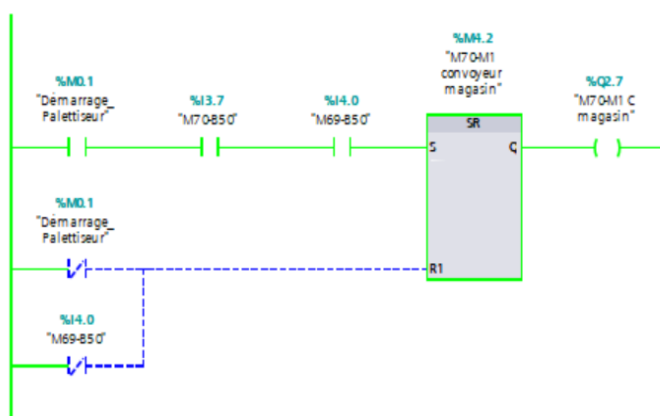 %M4.2
"M70-M1
convoyeur
magasin"
%M0.1
"Démarrage_
Palettiseur"
%I3.7
"M70-B50"
%I4.0
"M69-B50"
%Q2.7
"M70-M1 C
magasin"
SR
S
Q
%M0.1
"Démarrage_
Palettiseur"
R1
%I4.0
"M69-B50"